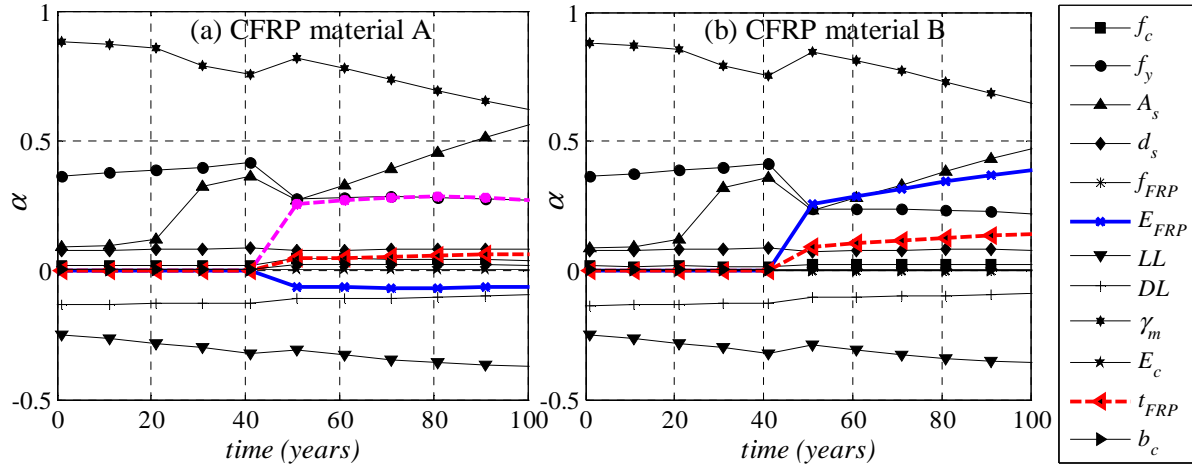 (a) CFRP material A
(b) CFRP material B
1
0.5
0
-0.5
α
0
20
40
60
80
100
time (years)
1
0.5
0
-0.5
α
0
20
40
60
80
100
time (years)
f_c
f_y
A_s
d_s
f_FRP
E_FRP
LL
DL
γ_m
E_c
t_FRP
b_c